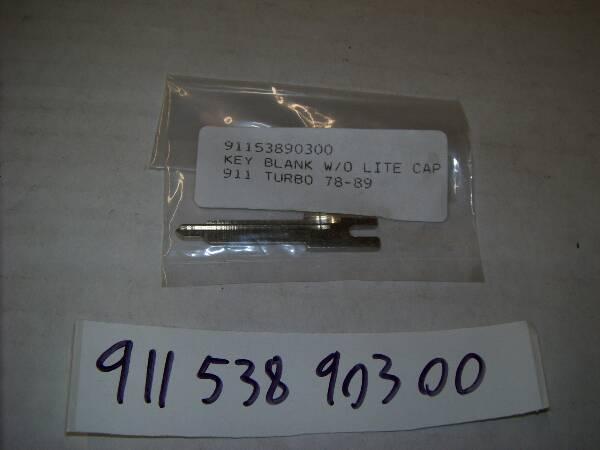 91153890300
KEY BLANK W/O LITE CAP
911 TURBO 78-89
911 538 903 00